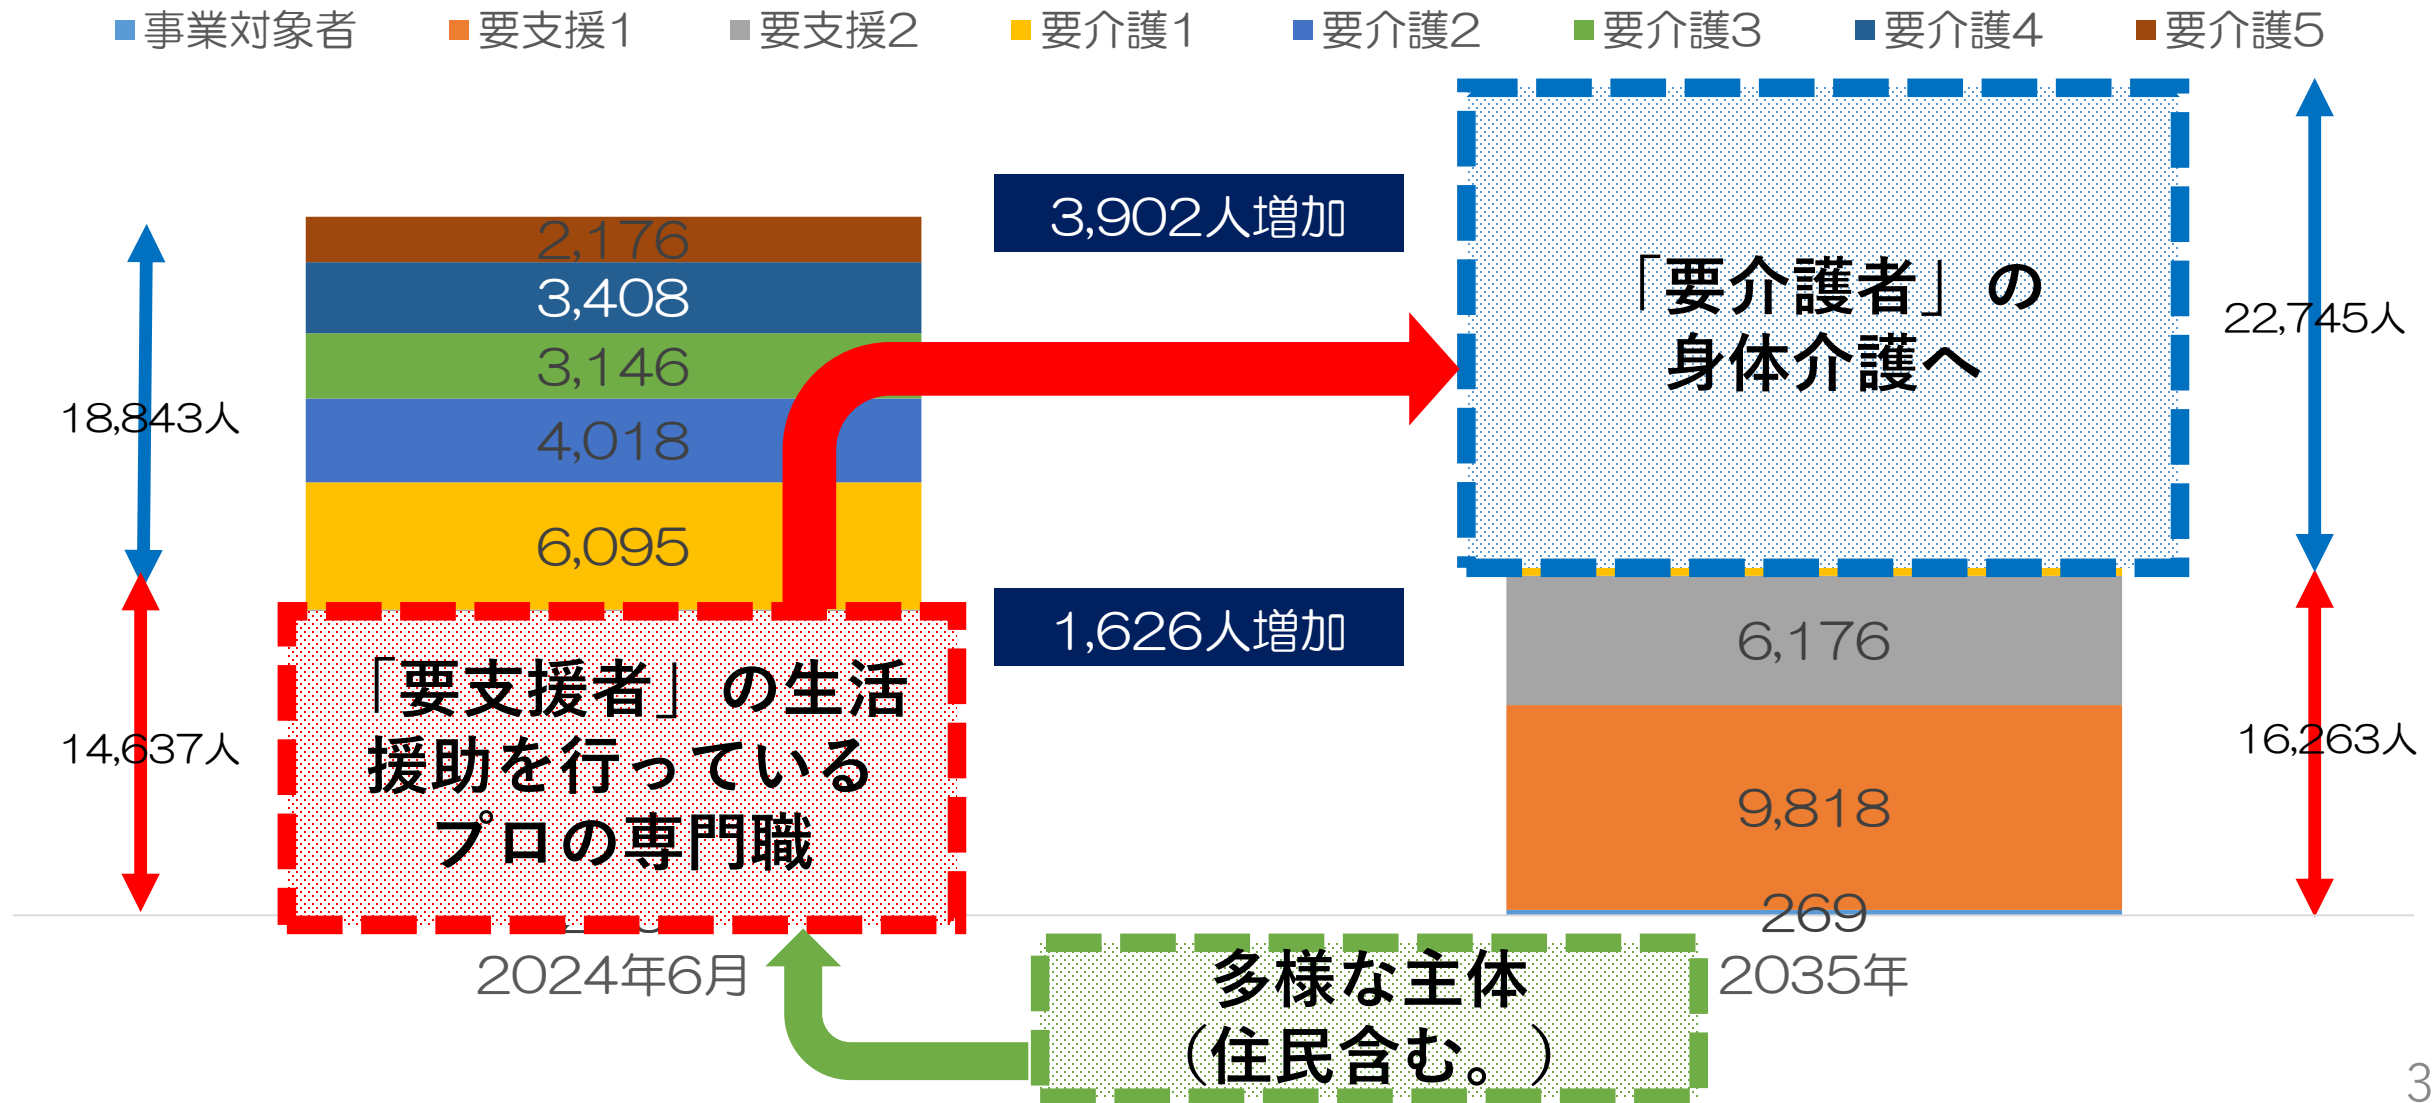 事業対象者 要支援1 要支援2 要介護1 要介護2 要介護3 要介護4 要介護5
2,176
3,408
3,146
4,018
6,095
18,843人
14,637人
「要支援者」の生活
援助を行っている
プロの専門職
2024年6月
3,902人増加
1,626人増加
「要介護者」の
身体介護へ
22,745人
6,176
9,818
269
16,263人
2035年
多様な主体
（住民含む。）
3